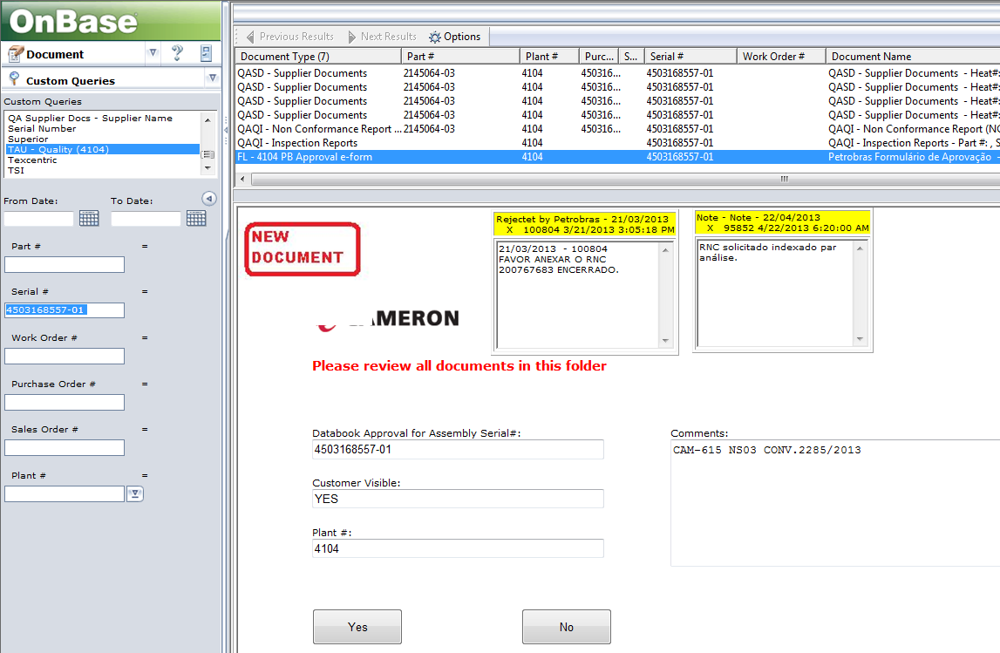 OnBase
Document
Custom Queries
Custom Queries
QA Supplier Docs - Supplier Name
Serial Number
Superior
TAU - Quality (4104)
Texcentric
TSI
From Date: To Date:
Part # =
Serial # =
4503168557-01
Work Order # =
Purchase Order # =
Sales Order # =
Plant # =
Previous Results Next Results Options
Document Type (7) Part # Plant # Purc... S... Serial # Work Order # Document Name
QASD - Supplier Documents 2145064-03 4104 450316... 4503168557-01 QASD - Supplier Documents - Heat#:
QASD - Supplier Documents 2145064-03 4104 450316... 4503168557-01 QASD - Supplier Documents - Heat#:
QASD - Supplier Documents 2145064-03 4104 450316... 4503168557-01 QASD - Supplier Documents - Heat#:
QASD - Supplier Documents 2145064-03 4104 450316... 4503168557-01 QASD - Supplier Documents - Heat#:
QAQI - Non Conformance Report ... 2145064-03 4104 450316... 4503168557-01 QAQI - Non Conformance Report (NC
QAQI - Inspection Reports 4104 4503168557-01 QAQI - Inspection Reports - Part #: , S
FL - 4104 PB Approval e-form 4104 4503168557-01 Petrobras Formulário de Aprovação -
NEW
DOCUMENT
Rejectet by Petrobras - 21/03/2013
X 100804 3/21/2013 3:05:18 PM
21/03/2013 - 100804
FAVOR ANEXAR O RNC
200767683 ENCERRADO.
Note - Note - 22/04/2013
X 95852 4/22/2013 6:20:00 AM
RNC solicitado indexado par
análise.
AMERON
Please review all documents in this folder
Databook Approval for Assembly Serial#:
4503168557-01
Customer Visible:
YES
Plant #:
4104
Comments:
CAM-615 NS03 CONV.2285/2013
Yes No